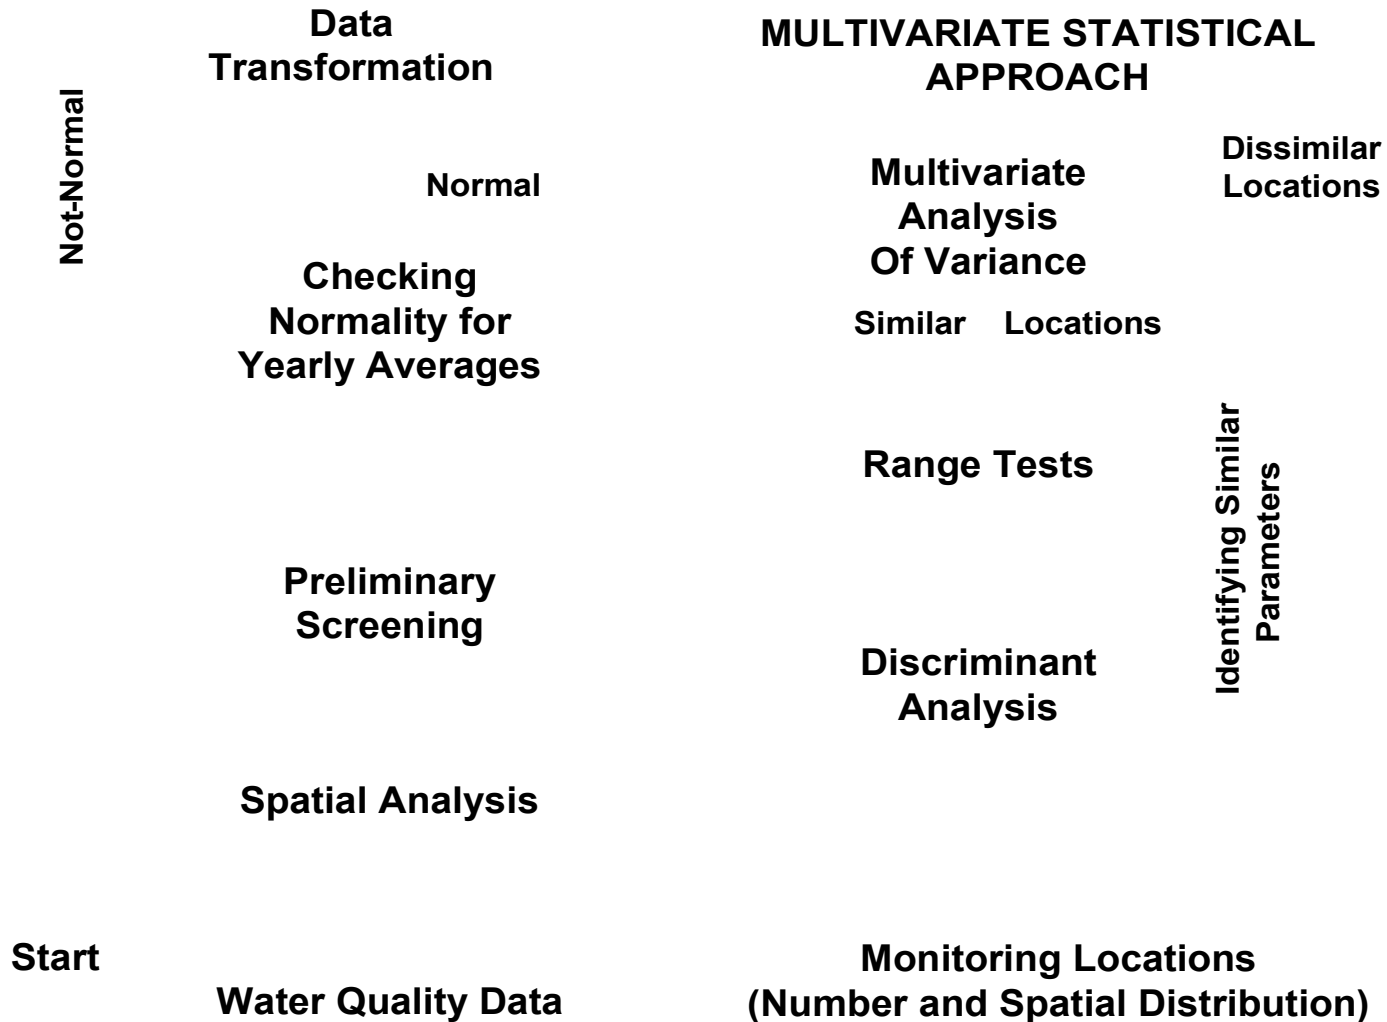 Data
Transformation
MULTIVARIATE STATISTICAL
APPROACH
Not-Normal
Normal
Multivariate
Analysis
Of Variance
Dissimilar
Locations
Checking
Normality for
Yearly Averages
Similar Locations
Range Tests
Identifying Similar
Parameters
Preliminary
Screening
Discriminant
Analysis
Spatial Analysis
Start
Water Quality Data
Monitoring Locations
(Number and Spatial Distribution)